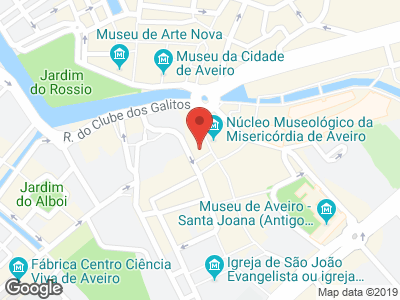 Museu de Arte Nova
Museu da Cidade
de Aveiro
Jardim
do Rossio
R. do Clube dos Galitos
Núcleo Museológico da
Misericórdia de Aveiro
Jardim
do Alboi
Museu de Aveiro -
Santa Joana (Antigo...
Fábrica Centro Ciência
Viva de Aveiro
Igreja de São João
Evangelista ou igreja...
Map data ©2019